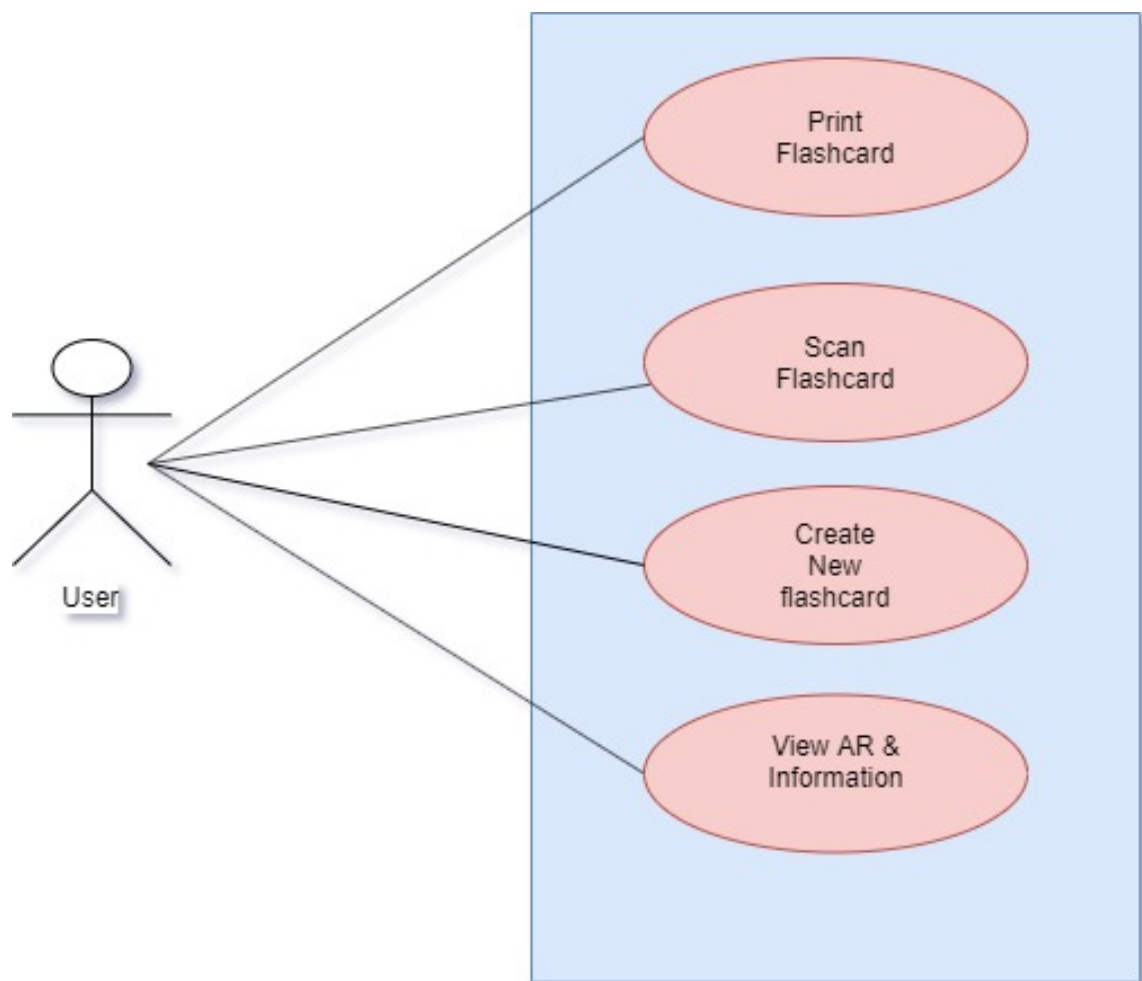 Print
Flashcard
Scan
Flashcard
User
Create
New
flashcard
View AR &
Information